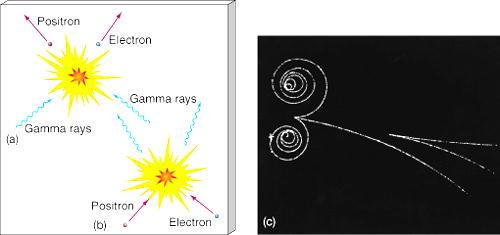 Positron
Electron
Gamma rays
Gamma rays
(a)
Positron
Electron
(b)
(c)